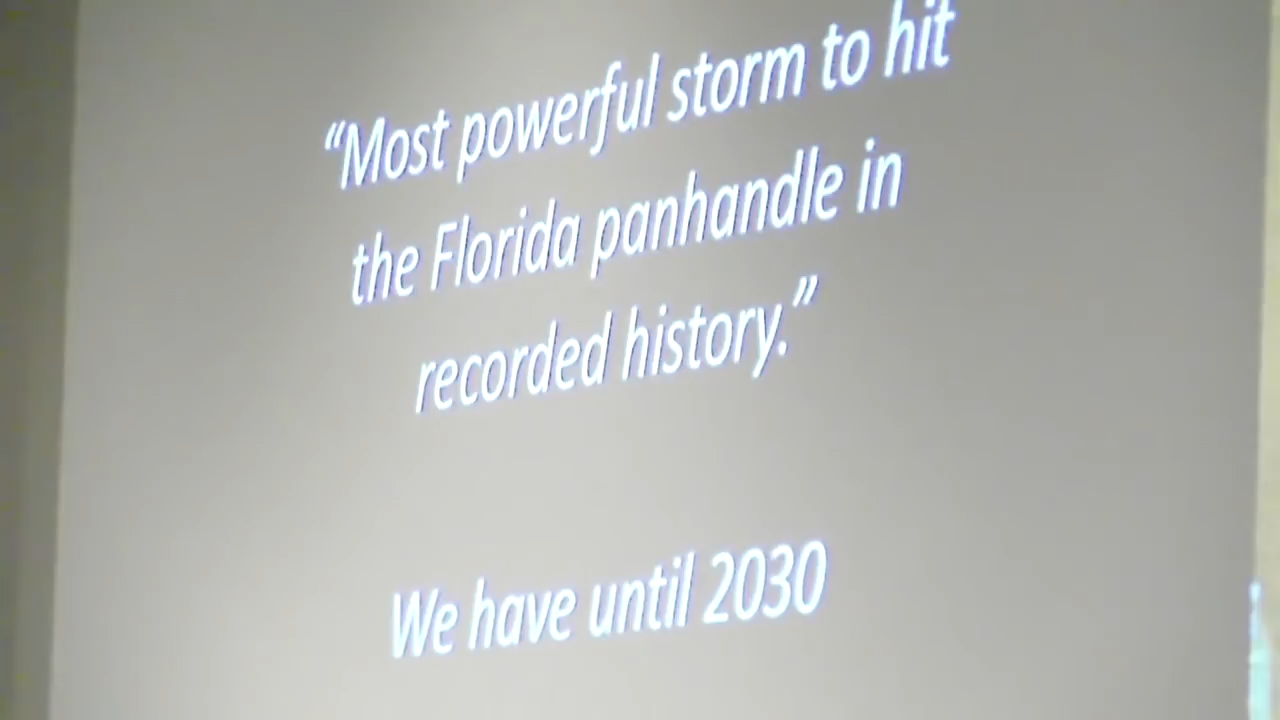 “Most powerful storm to hit
the Florida panhandle in
recorded history.”
We have until 2030